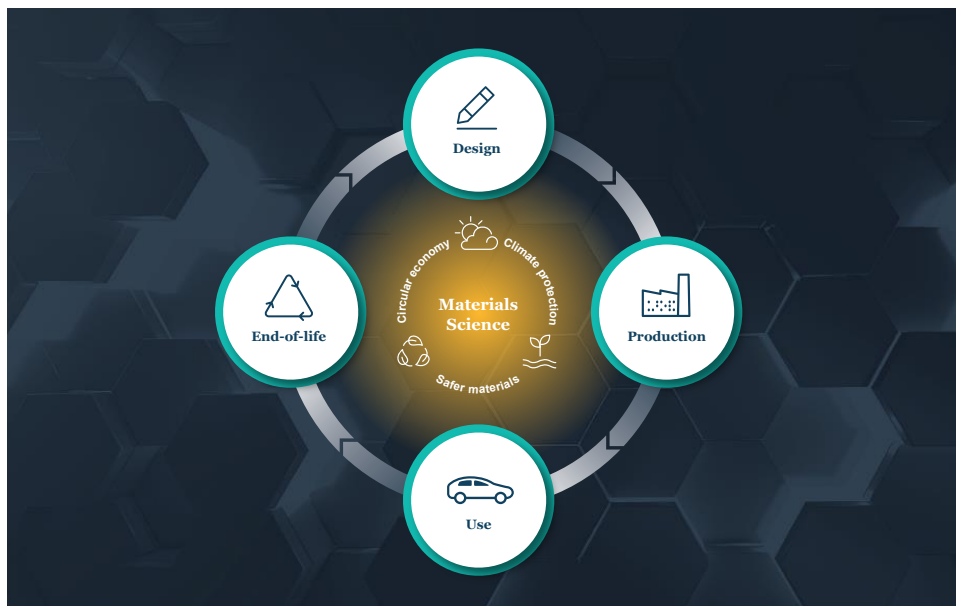 Design
Circular economy
Climate protection
Materials
Science
End-of-life
Production
Safer materials
Use